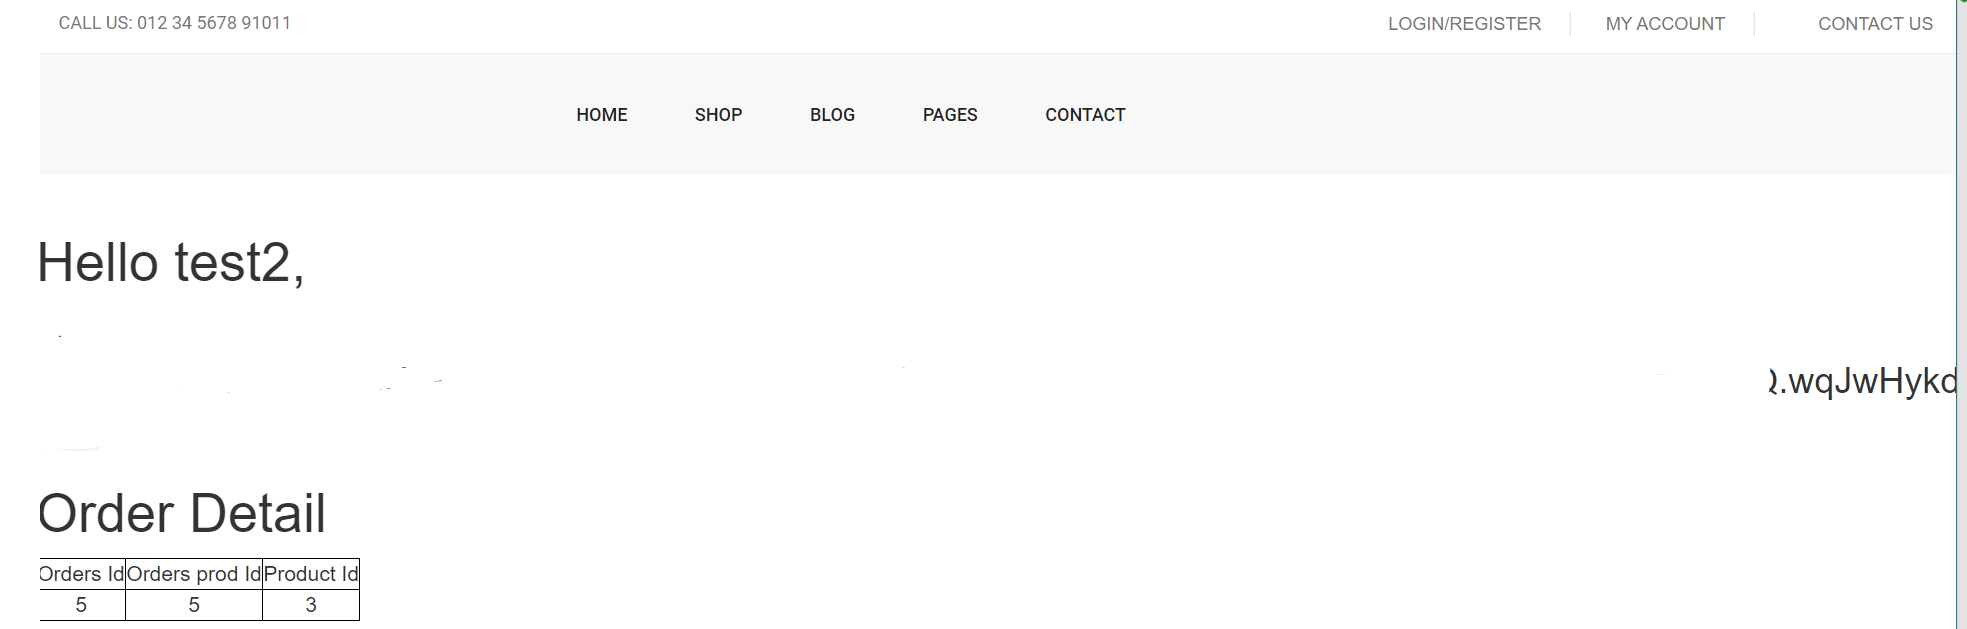 CALL US: 012 34 5678 91011 LOGIN/REGISTER MY ACCOUNT CONTACT US
HOME SHOP BLOG PAGES CONTACT
Hello test2,
.wqJwHykd
Order Detail
Orders Id Orders prod Id Product Id
5 5 3